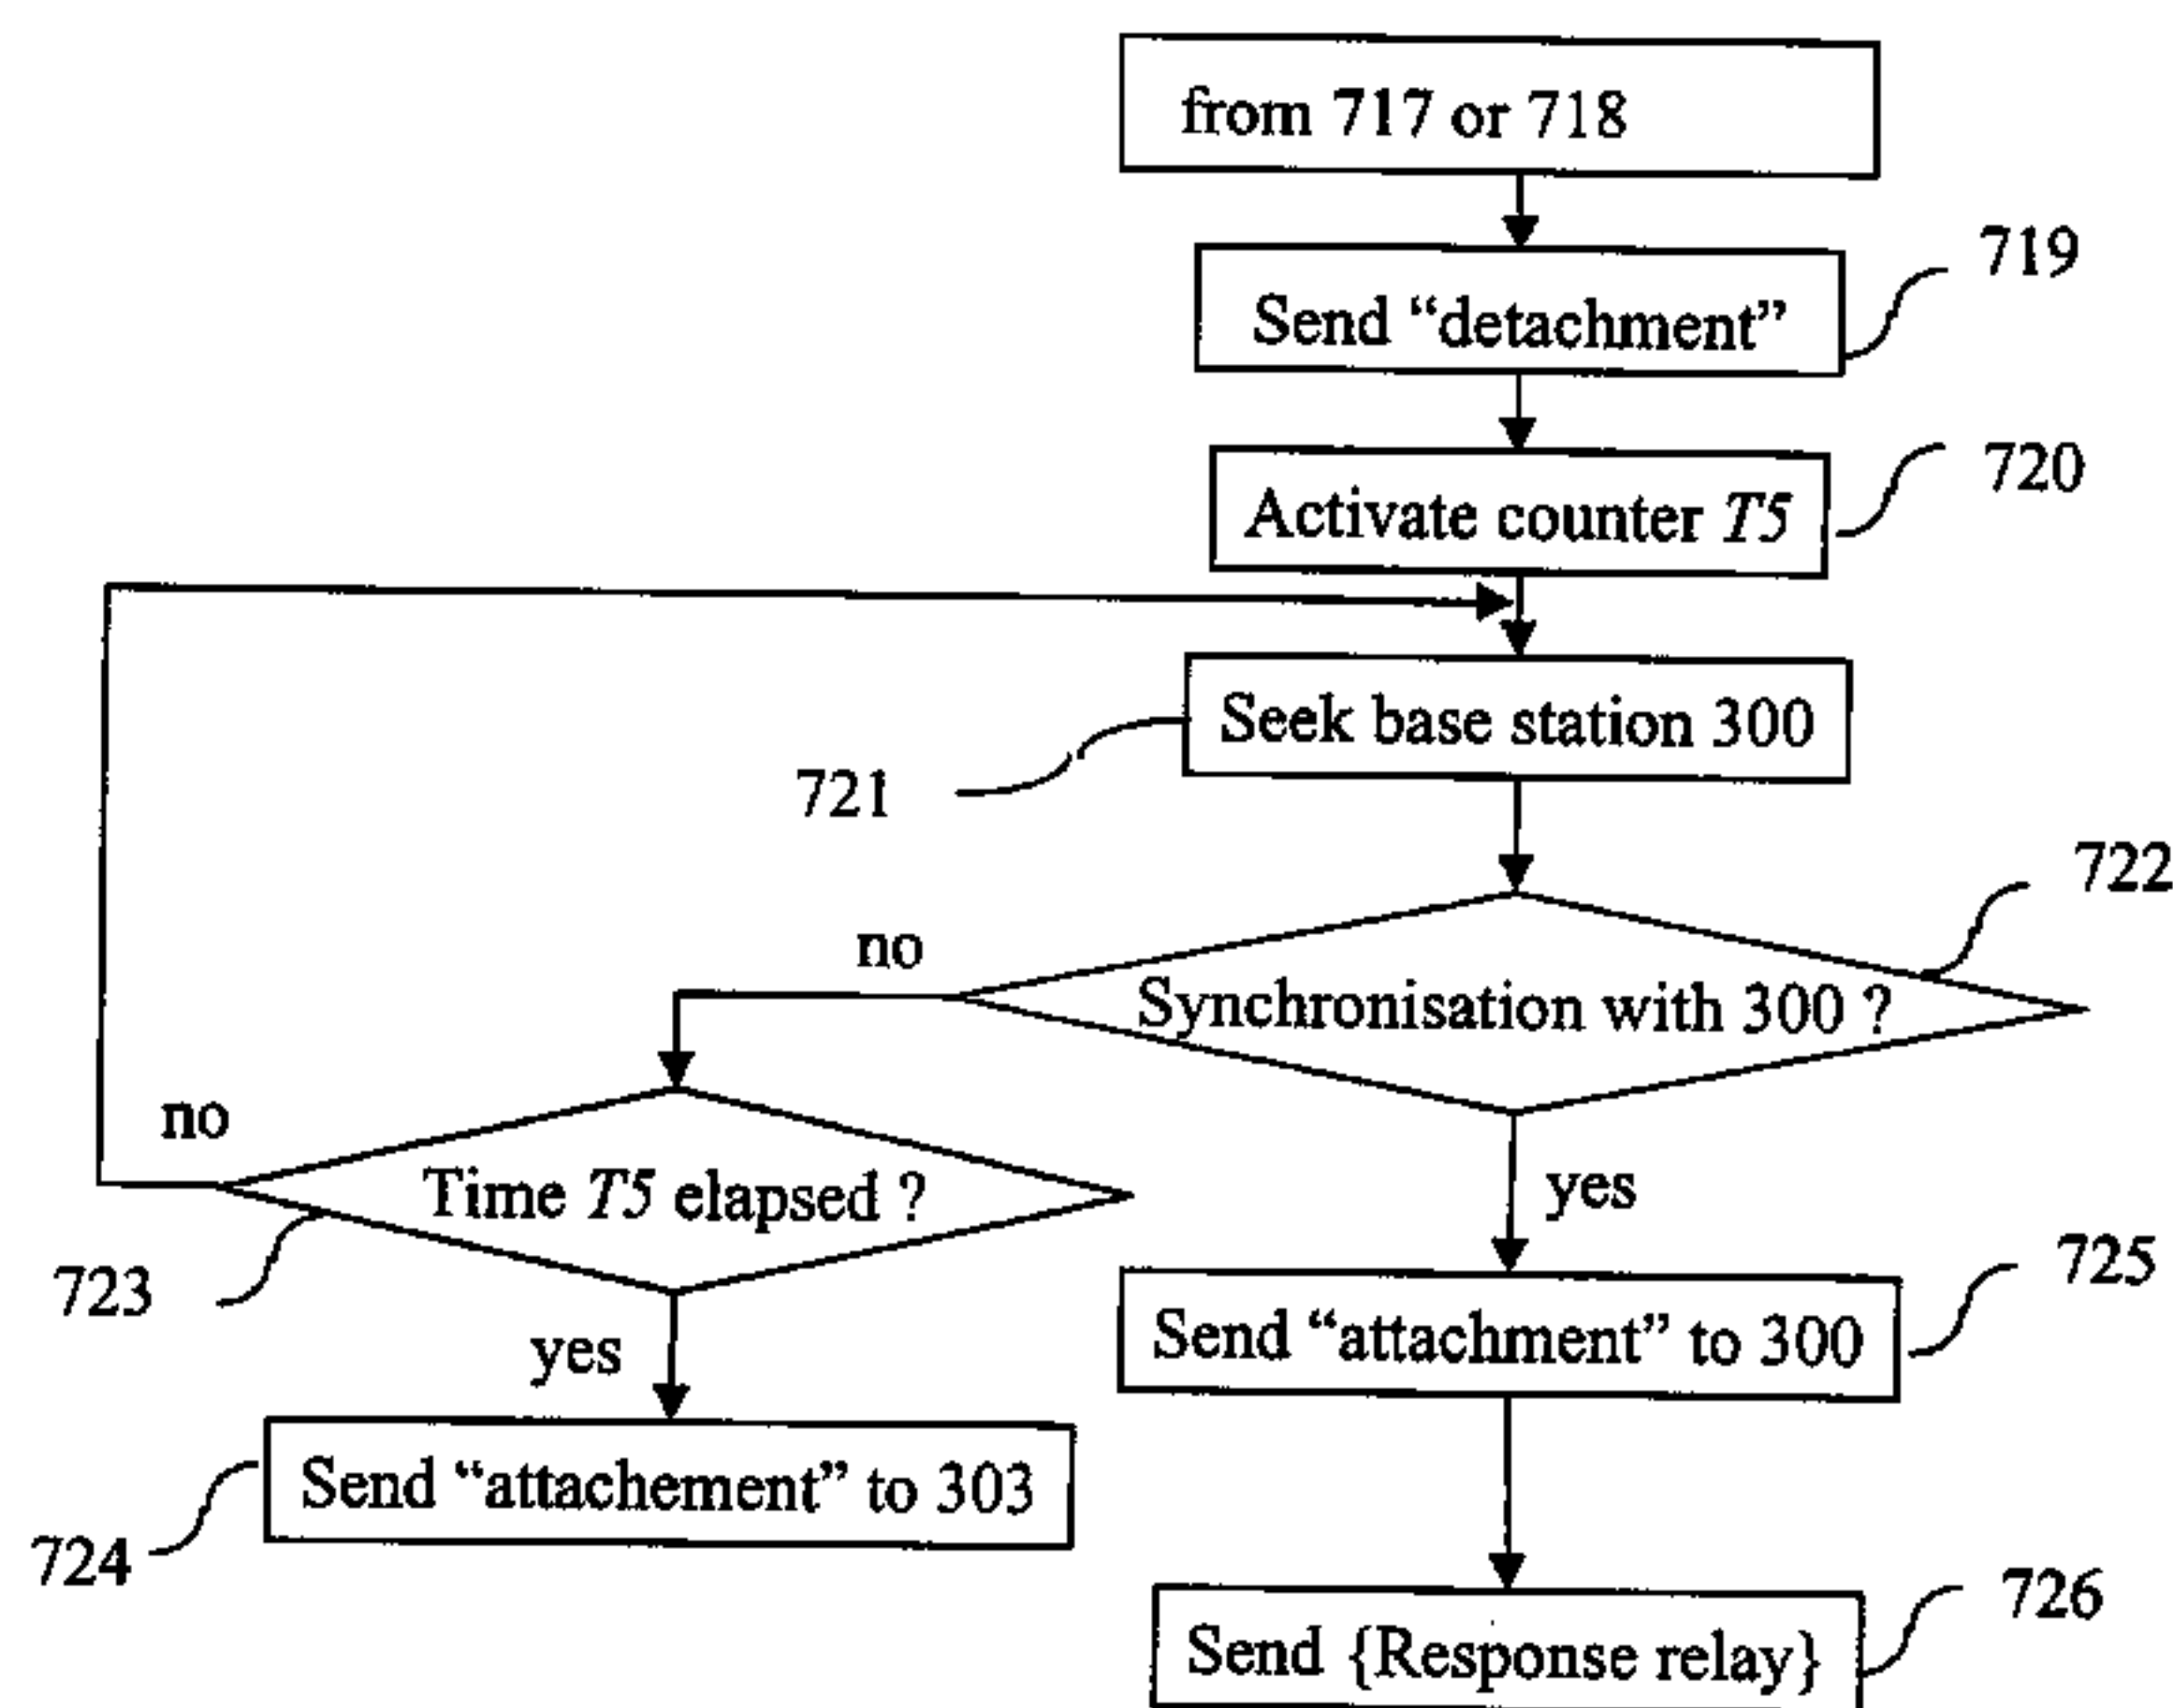 from 717 or 718
719
Send “detachment”
720
Activate counter T5
Seek base station 300
721
722
no
Synchronisation with 300 ?
no
yes
Time T5 elapsed ?
723
725
yes
Send “attachment” to 300
Send “attachement” to 303
724
726
Send {Response relay}